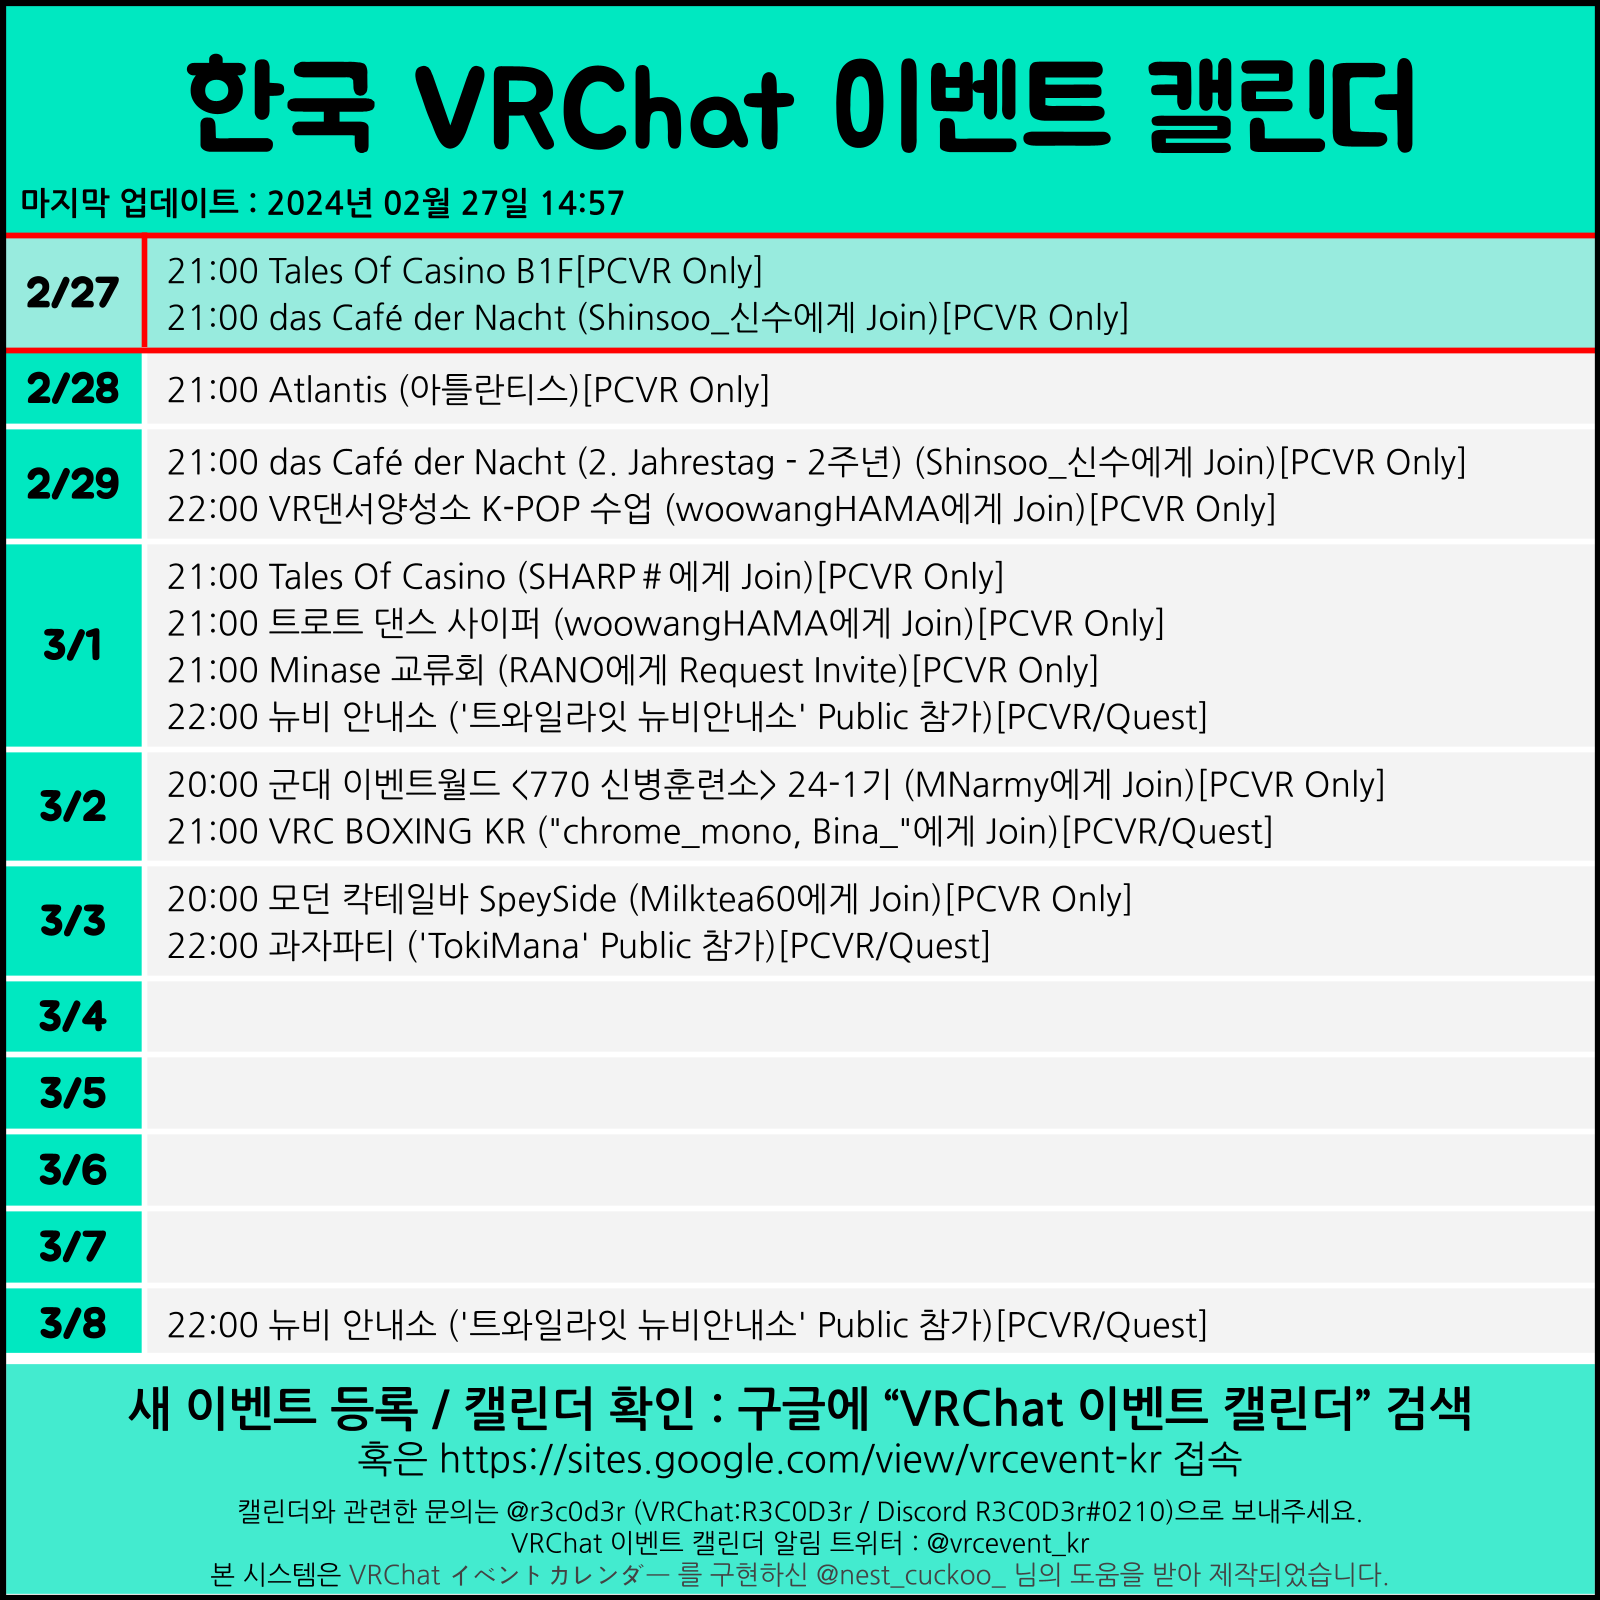 한국 VRChat 이벤트 캘린더
마지막 업데이트 : 2024년 02월 27일 14:57
2/27
21:00 Tales Of Casino B1F[PCVR Only]
21:00 das Café der Nacht (Shinsoo_신수에게 Join)[PCVR Only]
2/28
21:00 Atlantis (아틀란티스)[PCVR Only]
2/29
21:00 das Café der Nacht (2. Jahrestag - 2주년) (Shinsoo_신수에게 Join)[PCVR Only]
22:00 VR댄서양성소 K-POP 수업 (woowangHAMA에게 Join)[PCVR Only]
3/1
21:00 Tales Of Casino (SHARP＃에게 Join)[PCVR Only]
21:00 트로트 댄스 사이퍼 (woowangHAMA에게 Join)[PCVR Only]
21:00 Minase 교류회 (RANO에게 Request Invite)[PCVR Only]
22:00 뉴비 안내소 ('트와일라잇 뉴비안내소' Public 참가)[PCVR/Quest]
3/2
20:00 군대 이벤트월드 <770 신병훈련소> 24-1기 (MNarmy에게 Join)[PCVR Only]
21:00 VRC BOXING KR ("chrome_mono, Bina_"에게 Join)[PCVR/Quest]
3/3
20:00 모던 칵테일바 SpeySide (Milktea60에게 Join)[PCVR Only]
22:00 과자파티 ('TokiMana' Public 참가)[PCVR/Quest]
3/4
3/5
3/6
3/7
3/8
22:00 뉴비 안내소 ('트와일라잇 뉴비안내소' Public 참가)[PCVR/Quest]
새 이벤트 등록 / 캘린더 확인 : 구글에 “VRChat 이벤트 캘린더” 검색
혹은 https://sites.google.com/view/vrcevent-kr 접속
캘린더와 관련한 문의는 @r3c0d3r (VRChat:R3C0D3r / Discord R3C0D3r#0210)으로 보내주세요.
VRChat 이벤트 캘린더 알림 트위터 : @vrcevent_kr
본 시스템은 VRChat イベントカレンダー 를 구현하신 @nest_cuckoo_ 님의 도움을 받아 제작되었습니다.